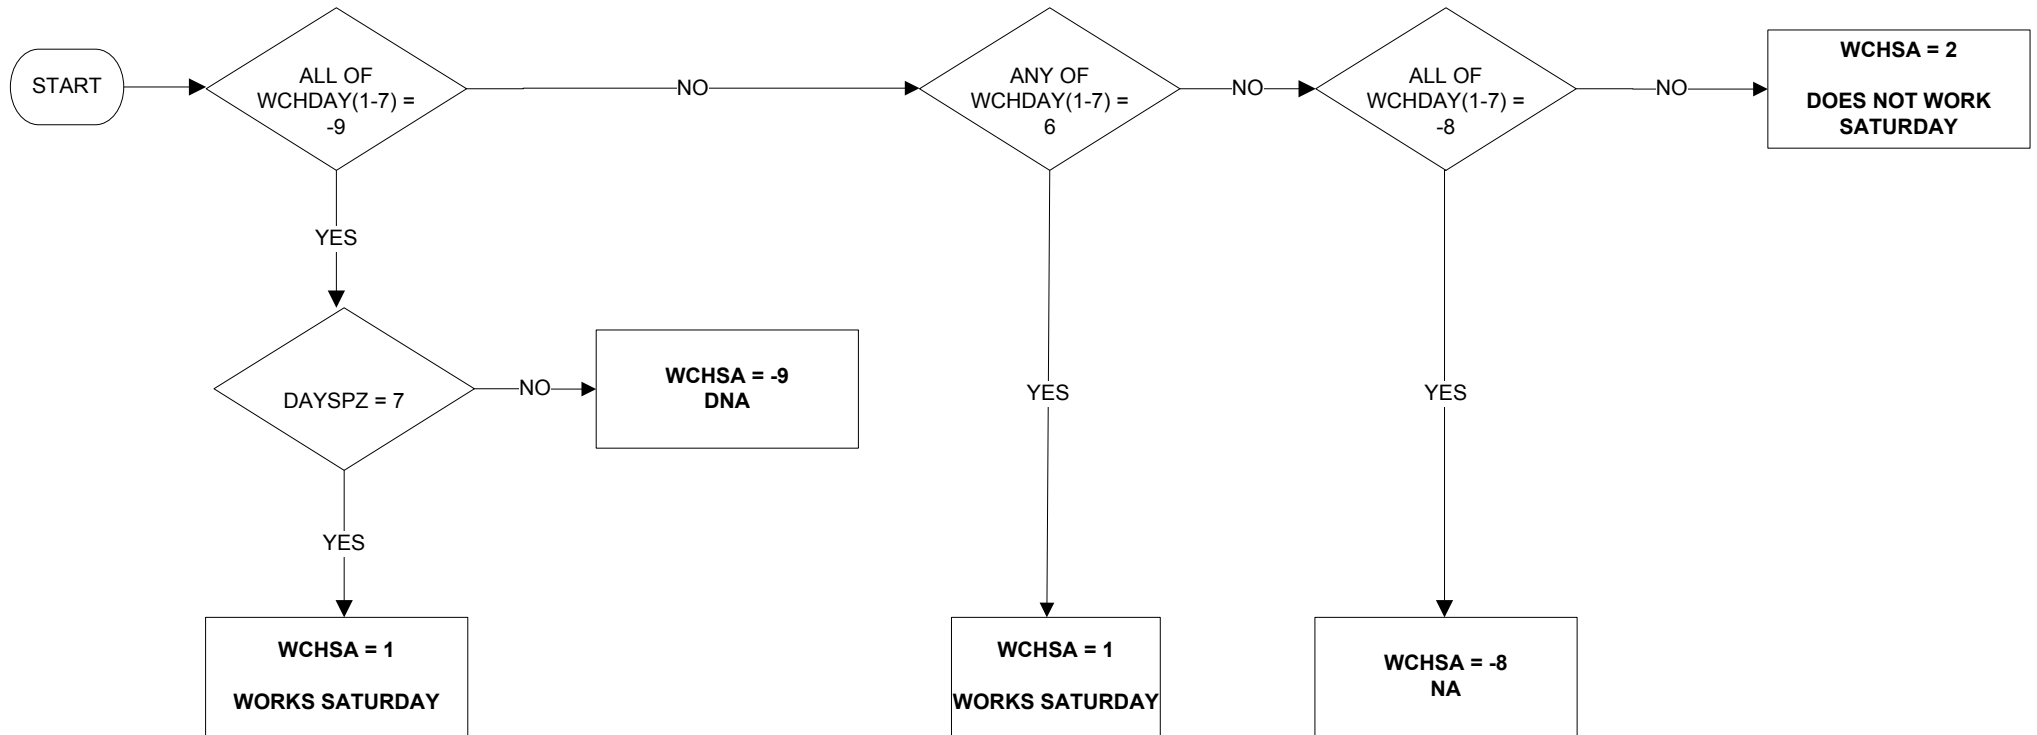 START
ALL OF
WCHDAY(1-7) =
-9
NO
ANY OF
WCHDAY(1-7) =
6
NO
ALL OF
WCHDAY(1-7) =
-8
NO
WCHSA = 2
DOES NOT WORK
SATURDAY
YES
DAYSPZ = 7
NO
WCHSA = -9
DNA
YES
YES
YES
WCHSA = 1
WORKS SATURDAY
WCHSA = 1
WORKS SATURDAY
WCHSA = -8
NA